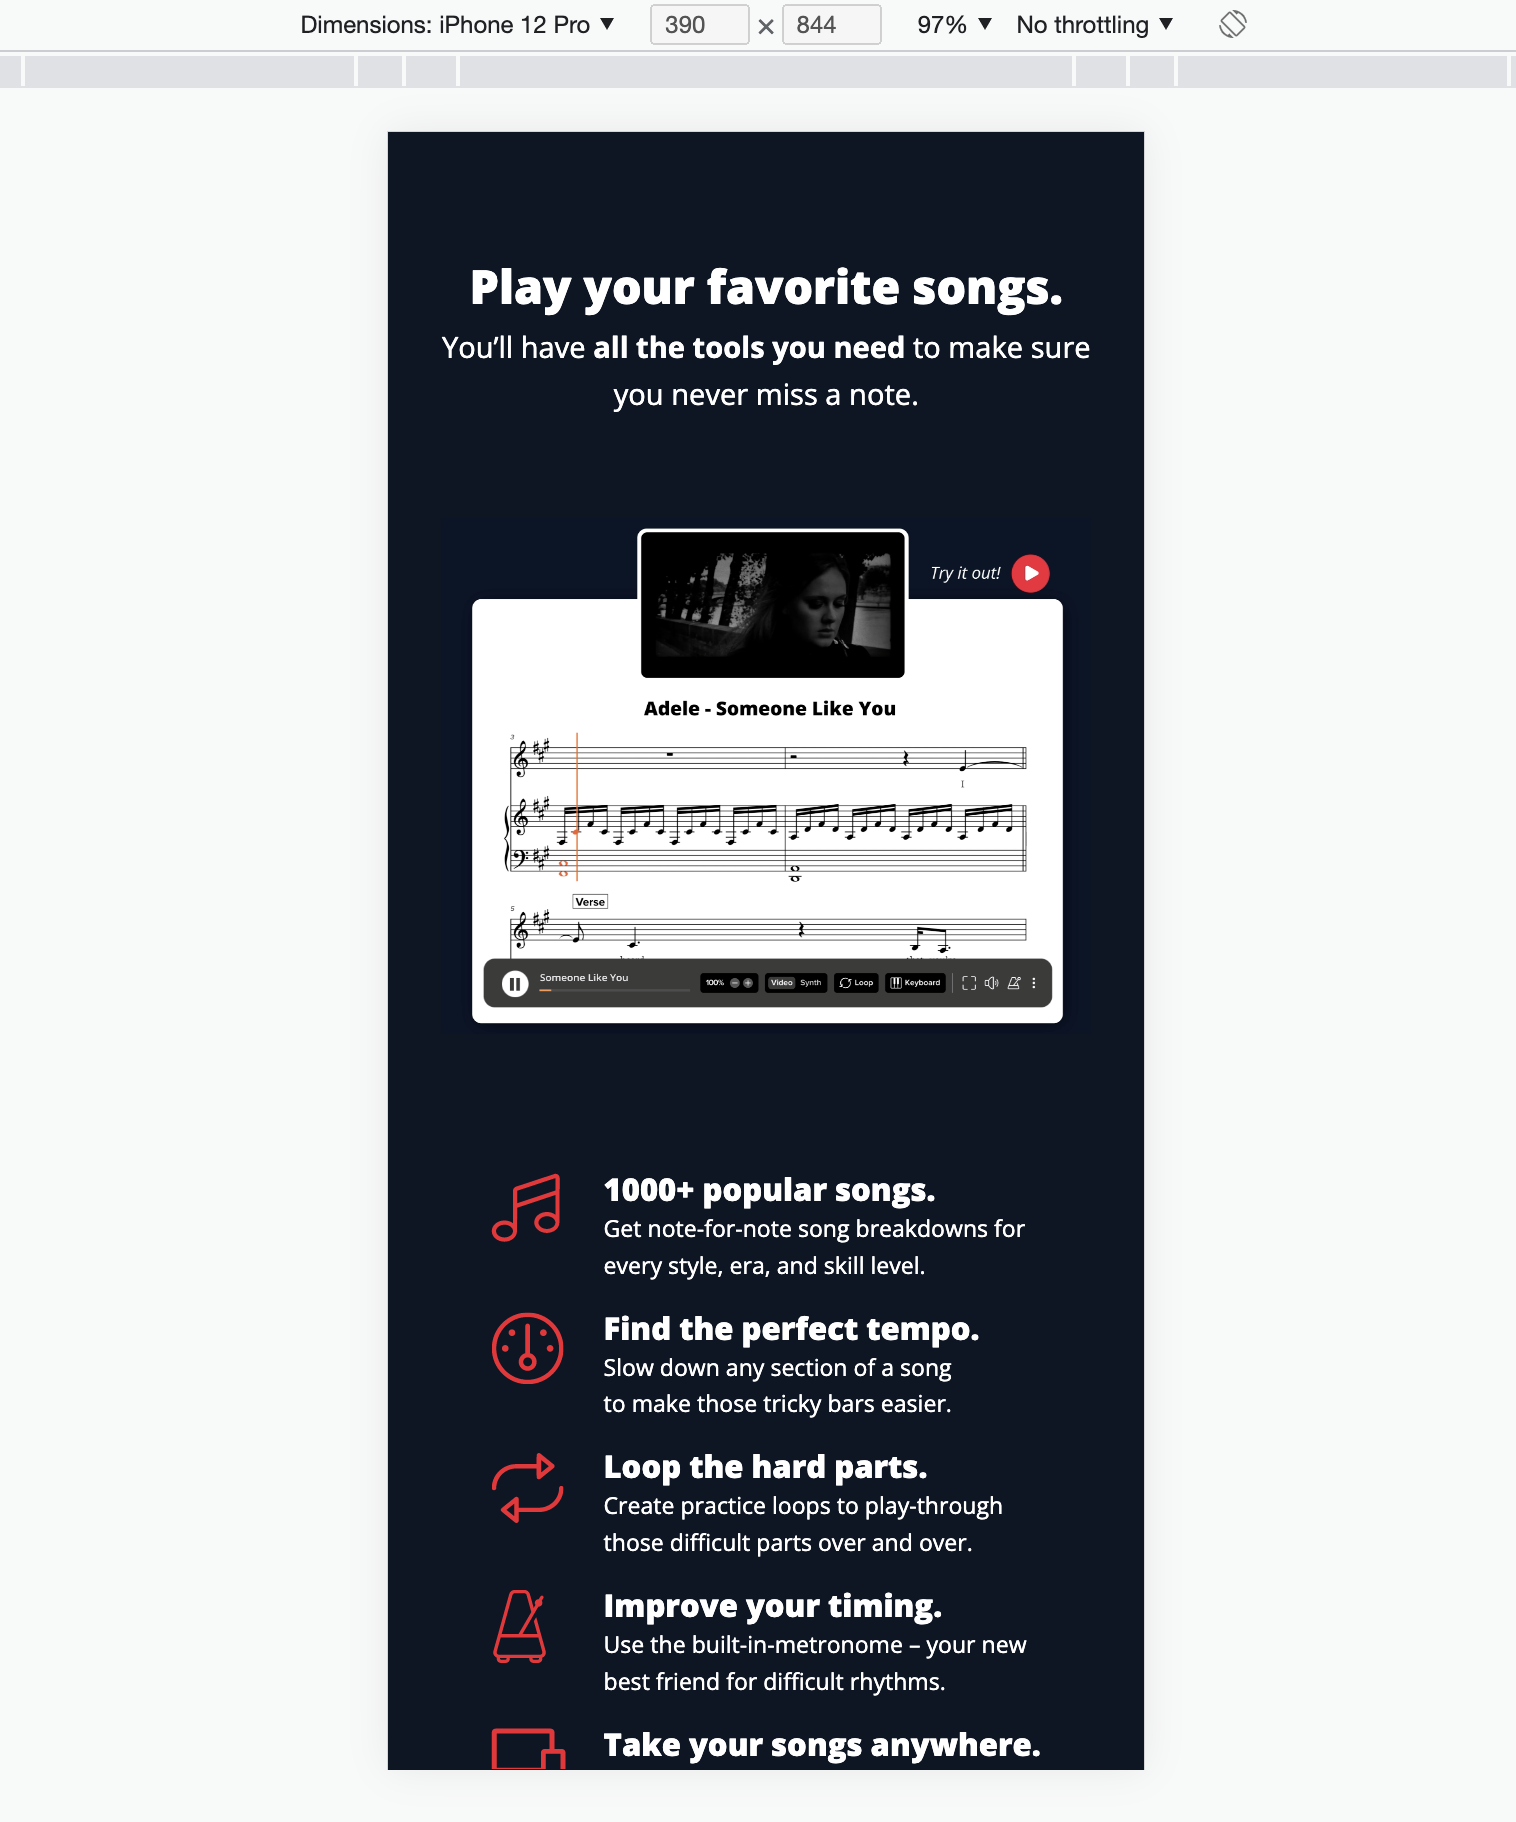 Dimensions: iPhone 12 Pro ▼ 390 × 844 97% ▼ No throttling ▼
Play your favorite songs.
You'll have all the tools you need to make sure
you never miss a note.
Try it out!
Adele - Someone Like You
3
I
Verse
5
Someone Like You
100% Video Synth Loop Keyboard
1000+ popular songs.
Get note-for-note song breakdowns for
every style, era, and skill level.
Find the perfect tempo.
Slow down any section of a song
to make those tricky bars easier.
Loop the hard parts.
Create practice loops to play-through
those difficult parts over and over.
Improve your timing.
Use the built-in-metronome – your new
best friend for difficult rhythms.
Take your songs anywhere.